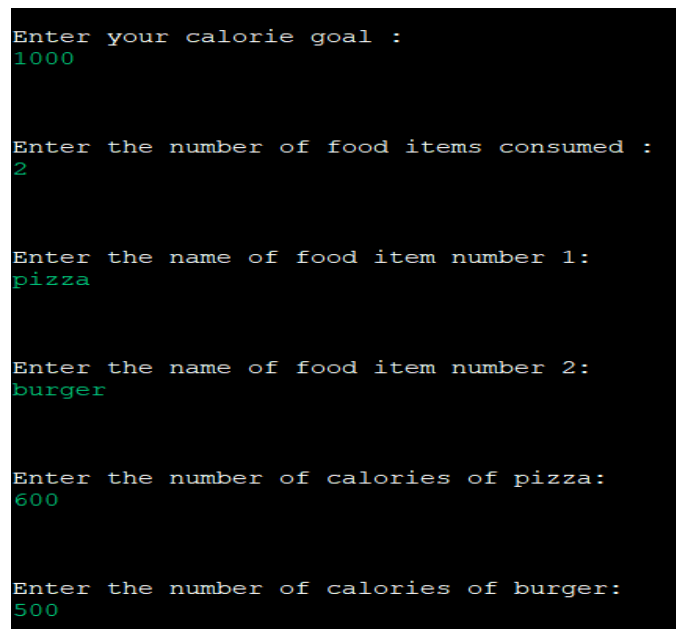 Enter your calorie goal :
1000
Enter the number of food items consumed :
2
Enter the name of food item number 1:
pizza
Enter the name of food item number 2:
burger
Enter the number of calories of pizza:
600
Enter the number of calories of burger:
500